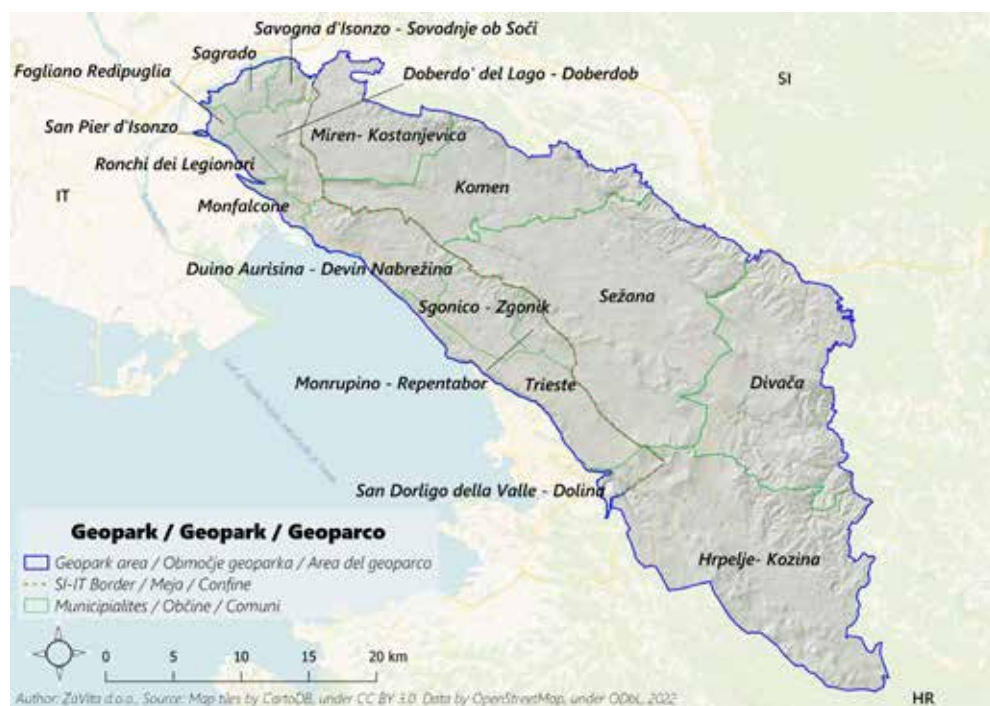 Savogna d'Isonzo - Sovodnje ob Soči
Sagrado
Fogliano Redipuglia
Doberdo' del Lago - Doberdob
SI
San Pier d'Isonzo
Miren- Kostanjevica
Ronchi dei Legionari
Komen
IT
Monfalcone
Duino Aurisina - Devin Nabrežina
Sežana
Sgonico - Zgonik
Monrupino - Repentabor
Trieste
Divača
San Dorligo della Valle - Dolina
Geopark / Geopark / Geoparco
Geopark area / Območje geoparka / Area del geoparco
Hrpelje- Kozina
SI-IT Border / Meja / Confine
Municipialites / Občine / Comuni
0 5 10 15 20 km
Author: ZaVita d.o.o., Source: Map tiles by CartoDB, under CC BY 3.0. Data by OpenStreetMap, under ODbL, 2022
HR